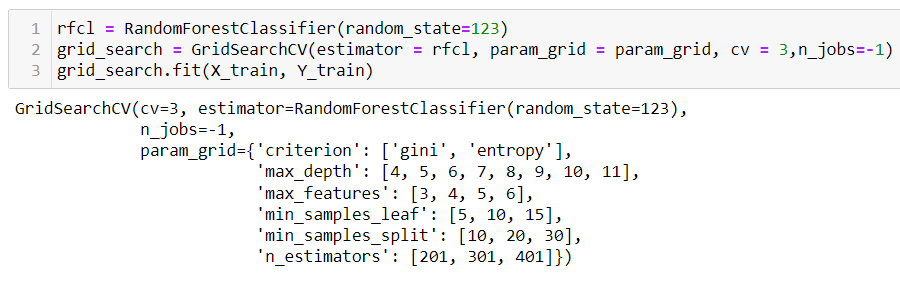 1 rfcl = RandomForestClassifier(random_state=123)
2 grid_search = GridSearchCV(estimator = rfcl, param_grid = param_grid, cv = 3,n_jobs=-1)
3 grid_search.fit(X_train, Y_train)
GridSearchCV(cv=3, estimator=RandomForestClassifier(random_state=123),
n_jobs=-1,
param_grid={'criterion': ['gini', 'entropy'],
'max_depth': [4, 5, 6, 7, 8, 9, 10, 11],
'max_features': [3, 4, 5, 6],
'min_samples_leaf': [5, 10, 15],
'min_samples_split': [10, 20, 30],
'n_estimators': [201, 301, 401]})